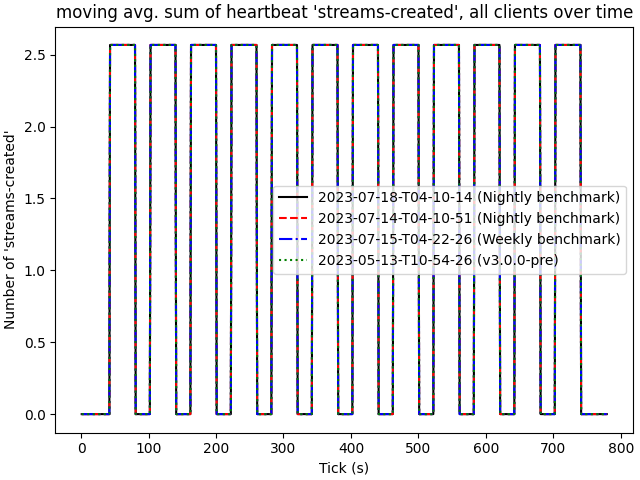 moving avg. sum of heartbeat 'streams-created', all clients over time
2.5
2.0
1.5
1.0
0.5
0.0
Number of 'streams-created'
2023-07-18-T04-10-14 (Nightly benchmark)
2023-07-14-T04-10-51 (Nightly benchmark)
2023-07-15-T04-22-26 (Weekly benchmark)
2023-05-13-T10-54-26 (v3.0.0-pre)
0 100 200 300 400 500 600 700 800
Tick (s)